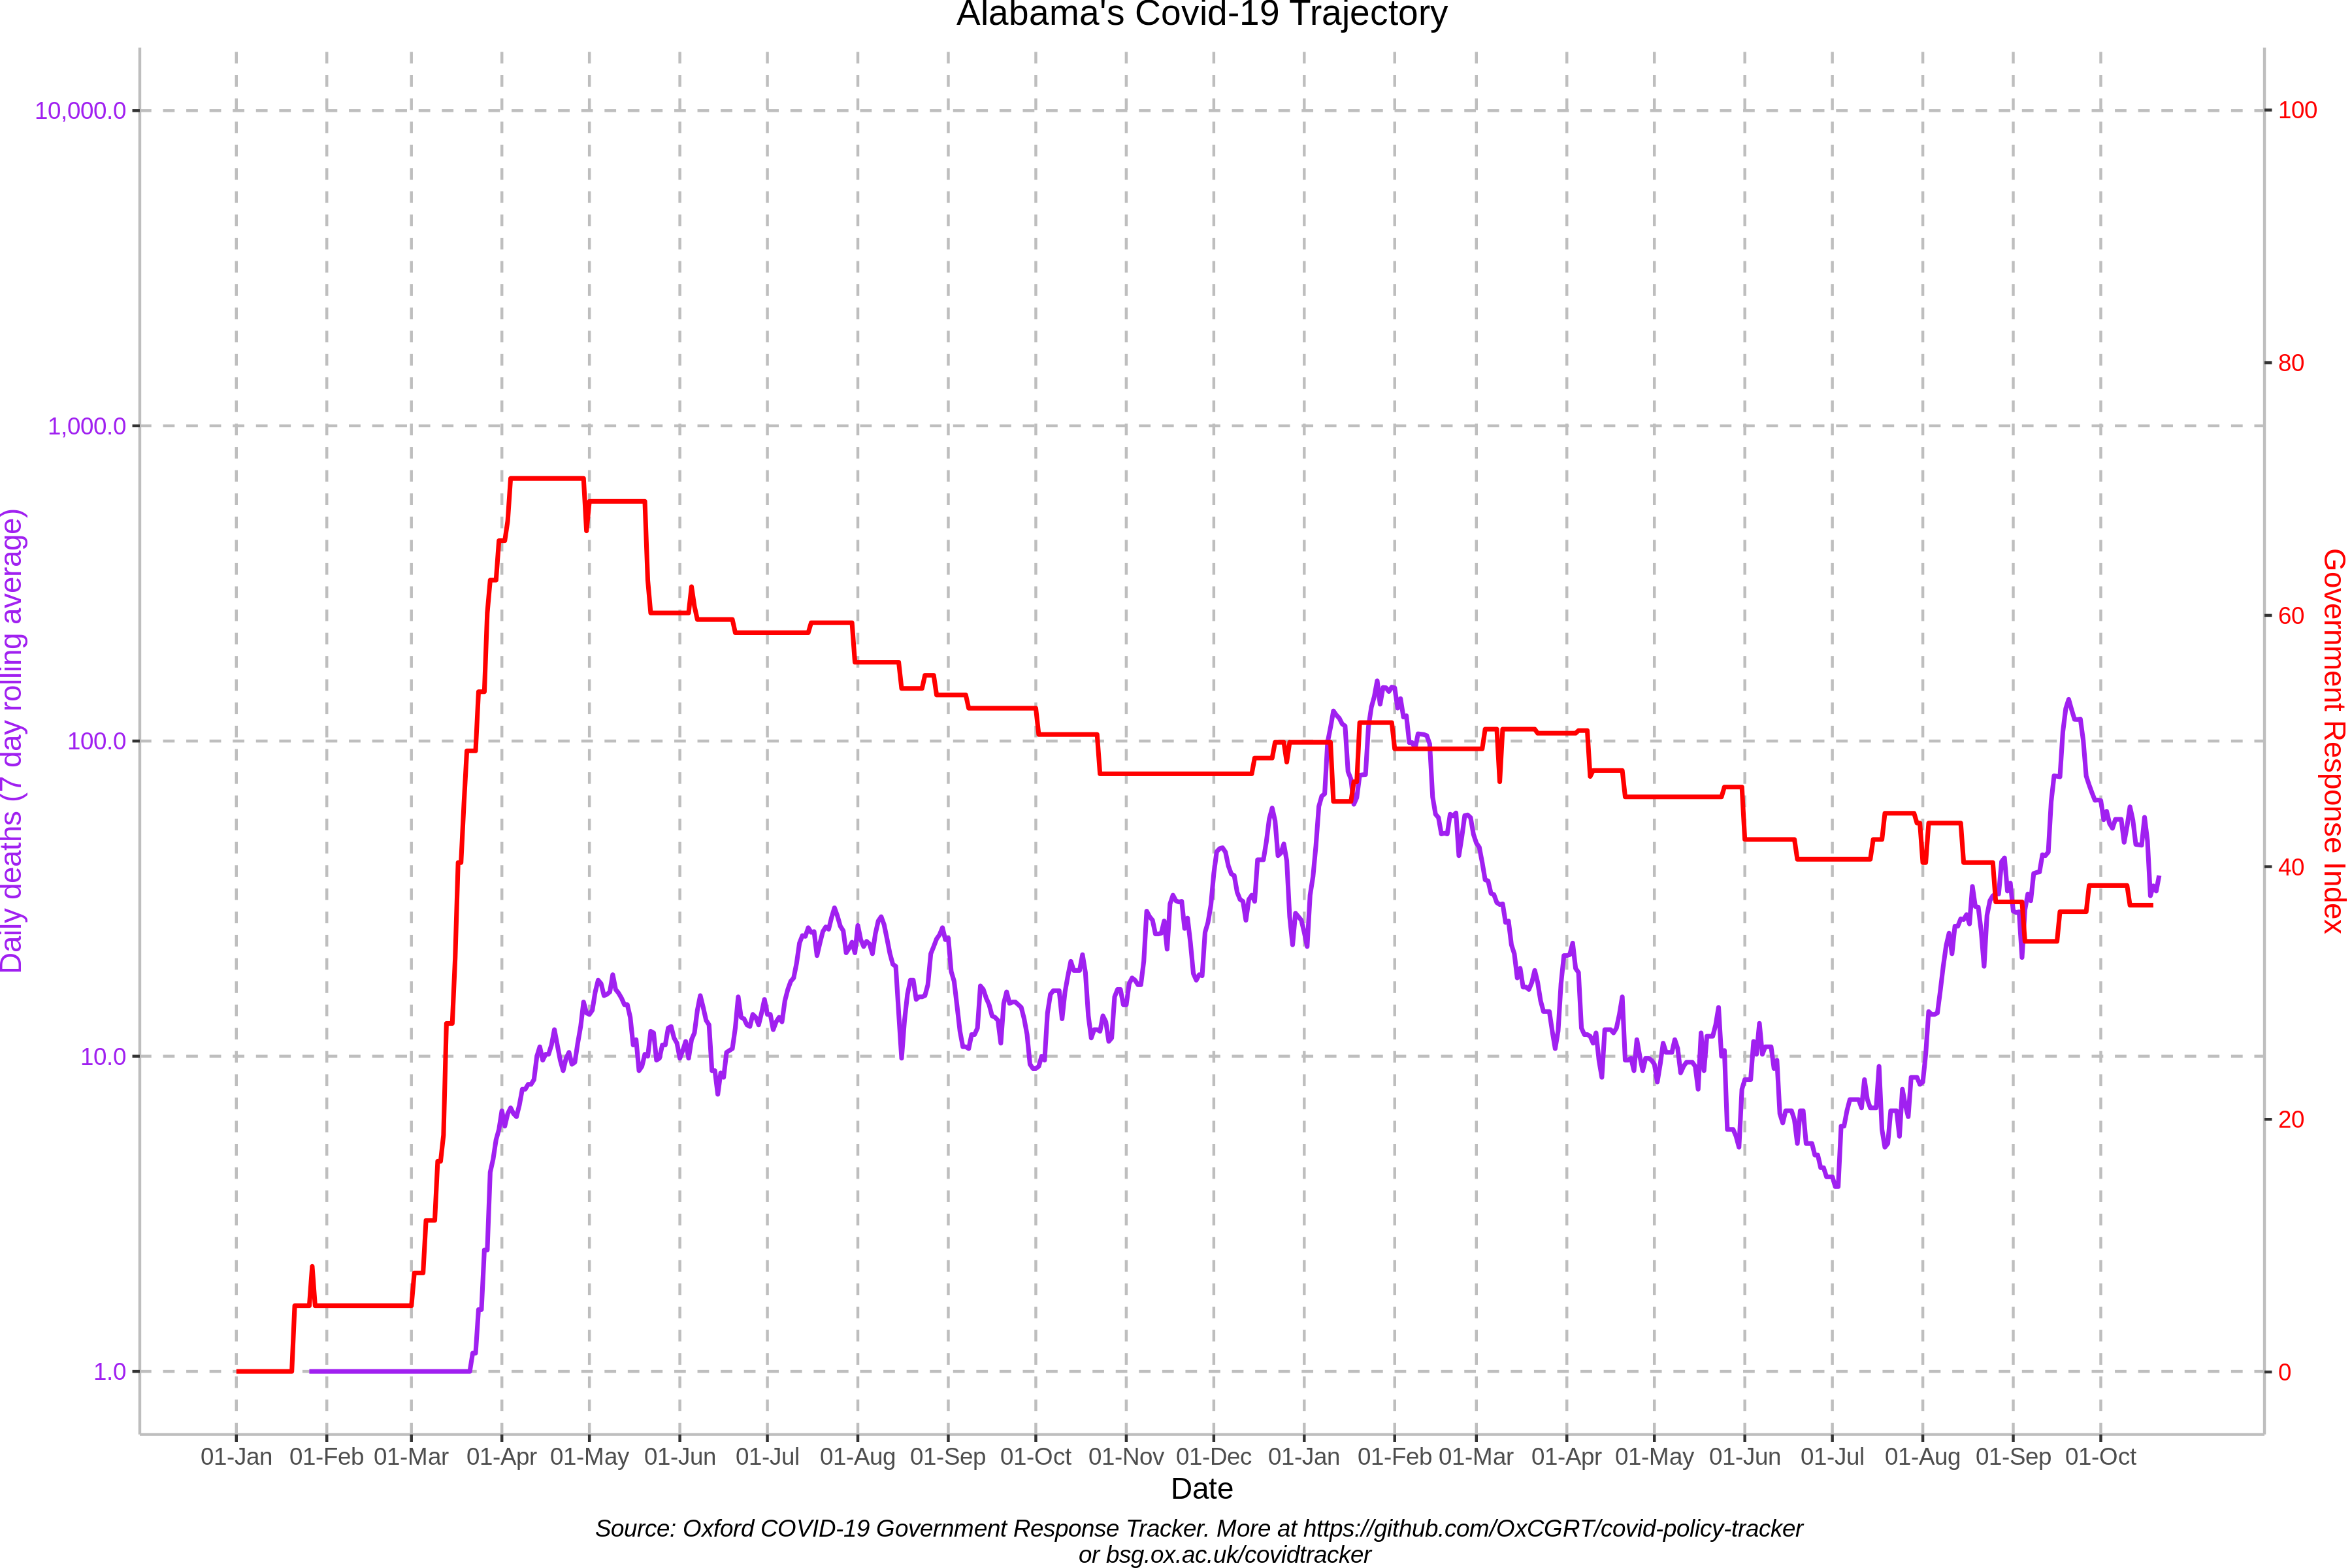 Alabama's Covid-19 Trajectory
10,000.0
1,000.0
100.0
10.0
1.0
Daily deaths (7 day rolling average)
100
80
60
40
20
0
Government Response Index
01-Jan 01-Feb 01-Mar 01-Apr 01-May 01-Jun 01-Jul 01-Aug 01-Sep 01-Oct 01-Nov 01-Dec 01-Jan 01-Feb 01-Mar 01-Apr 01-May 01-Jun 01-Jul 01-Aug 01-Sep 01-Oct
Date
Source: Oxford COVID-19 Government Response Tracker. More at https://github.com/OxCGRT/covid-policy-tracker
or bsg.ox.ac.uk/covidtracker